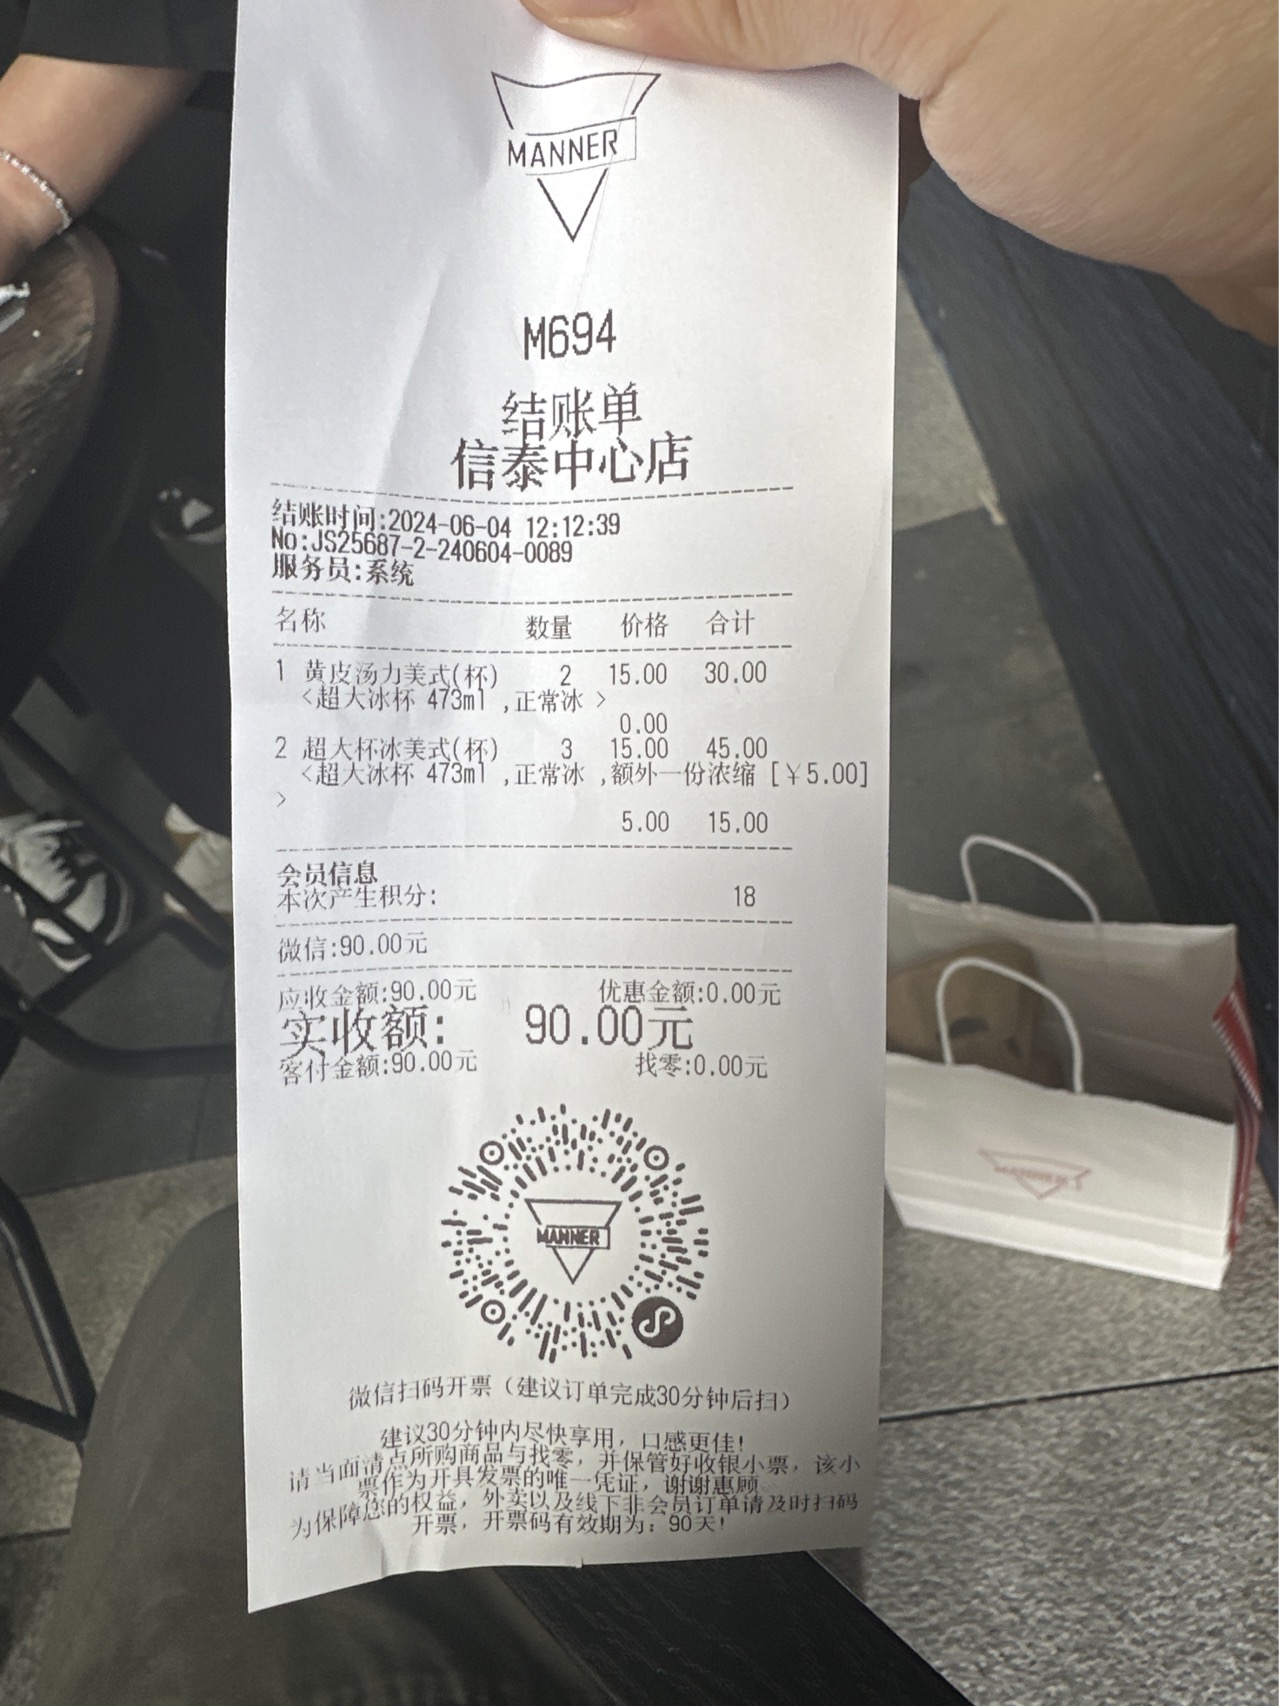 MANNER
M694
结账单
信泰中心店
结账时间:2024-06-04 12:12:39
No:JS25687-2-240604-0089
服务员:系统
名称 数量 价格 合计
1 黄皮汤力美式(杯) 2 15.00 30.00
<超大冰杯 473ml ,正常冰 >
0.00
2 超大杯冰美式(杯) 3 15.00 45.00
<超大冰杯 473ml ,正常冰 ,额外一份浓缩 [￥5.00]
>
5.00 15.00
会员信息
本次产生积分: 18
微信:90.00元
应收金额:90.00元 优惠金额:0.00元
实收额: 90.00元
客付金额:90.00元 找零:0.00元
MANNER
微信扫码开票（建议订单完成30分钟后扫）
建议30分钟内尽快享用，口感更佳!
请当面清点所购商品与找零，并保管好收银小票，该小
票作为开具发票的唯一凭证，谢谢惠顾
为保障您的权益，外卖以及线下非会员订单请及时扫码
开票，开票码有效期为：90天!
MANNER